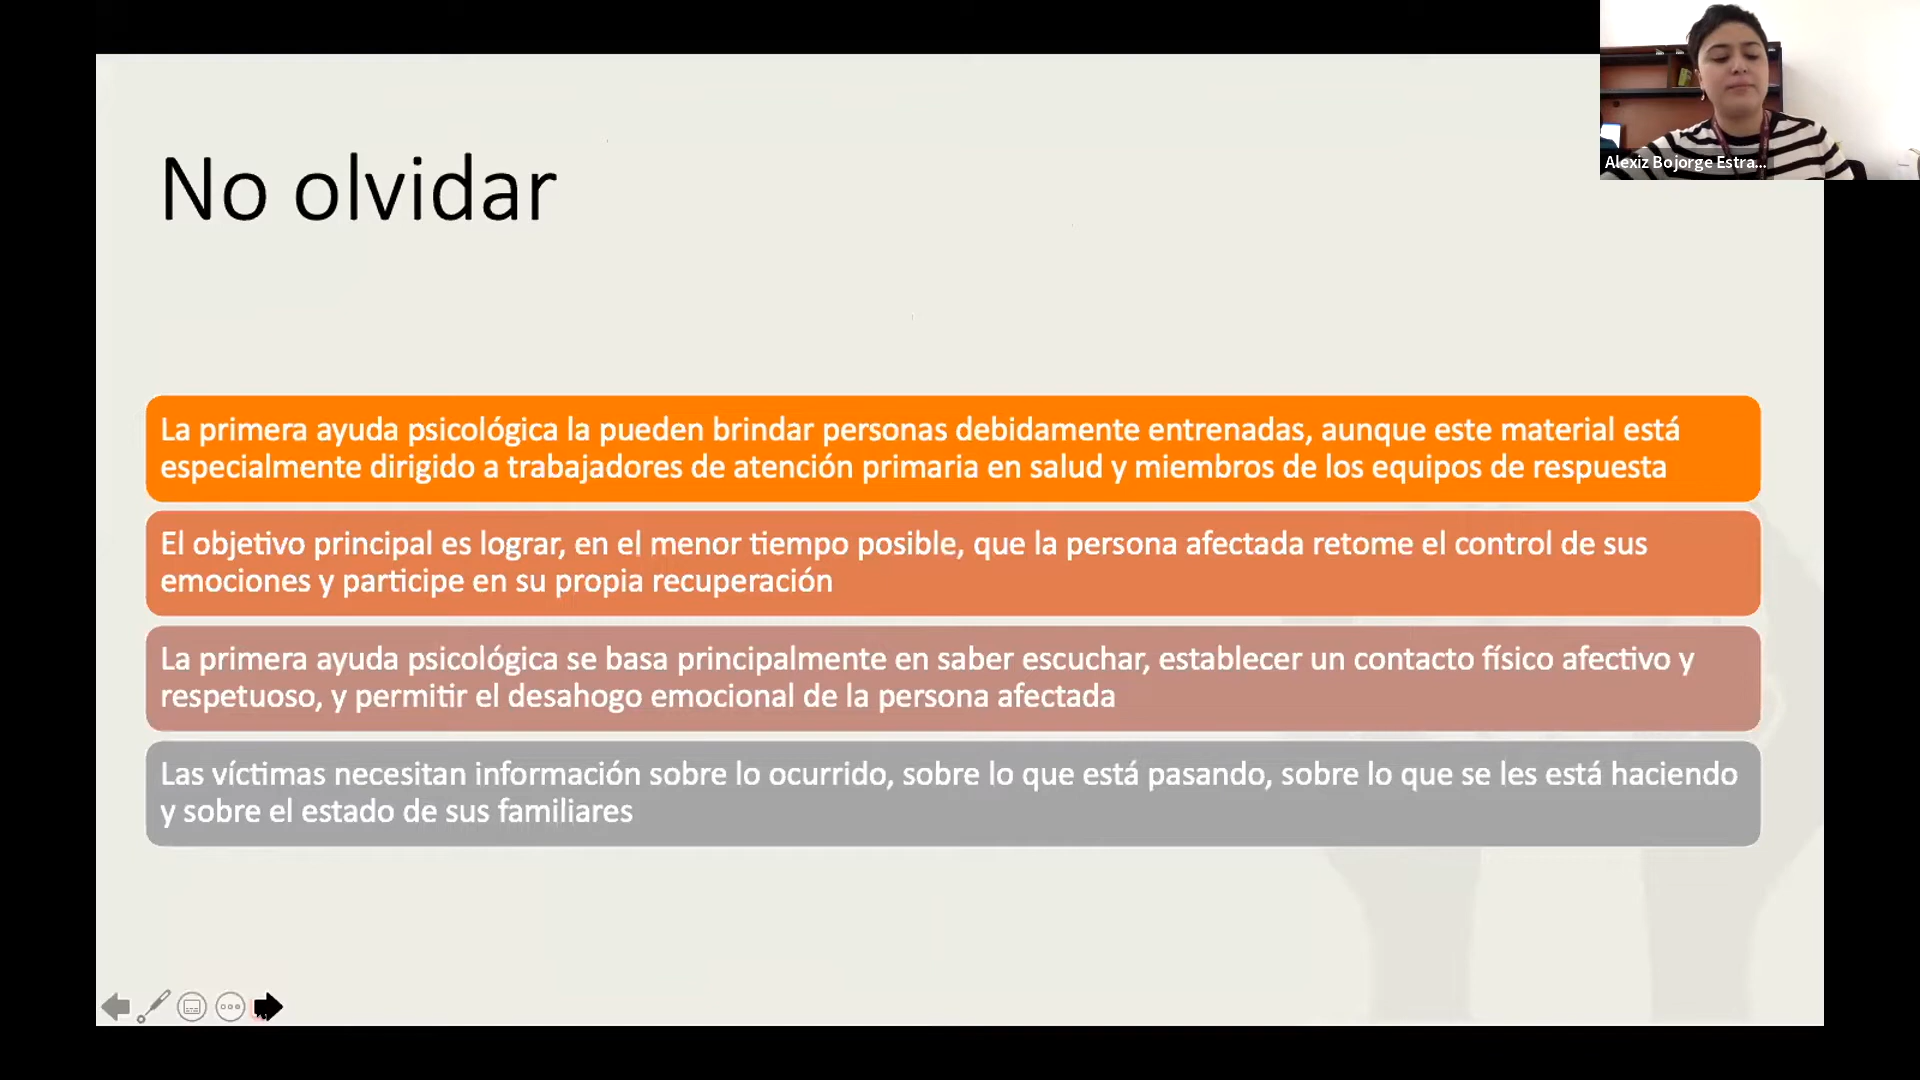 Alexiz Bojorge Estra...
No olvidar
La primera ayuda psicológica la pueden brindar personas debidamente entrenadas, aunque este material está
especialmente dirigido a trabajadores de atención primaria en salud y miembros de los equipos de respuesta
El objetivo principal es lograr, en el menor tiempo posible, que la persona afectada retome el control de sus
emociones y participe en su propia recuperación
La primera ayuda psicológica se basa principalmente en saber escuchar, establecer un contacto físico afectivo y
respetuoso, y permitir el desahogo emocional de la persona afectada
Las víctimas necesitan información sobre lo ocurrido, sobre lo que está pasando, sobre lo que se les está haciendo
y sobre el estado de sus familiares